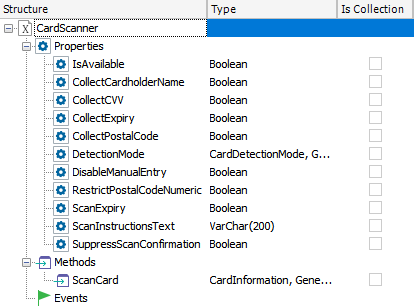 Structure Type Is Collection
CardScanner
Properties
IsAvailable Boolean
CollectCardholderName Boolean
CollectCVV Boolean
CollectExpiry Boolean
CollectPostalCode Boolean
DetectionMode CardDetectionMode, G...
DisableManualEntry Boolean
RestrictPostalCodeNumeric Boolean
ScanExpiry Boolean
ScanInstructionsText VarChar(200)
SuppressScanConfirmation Boolean
Methods
ScanCard CardInformation, Gene...
Events